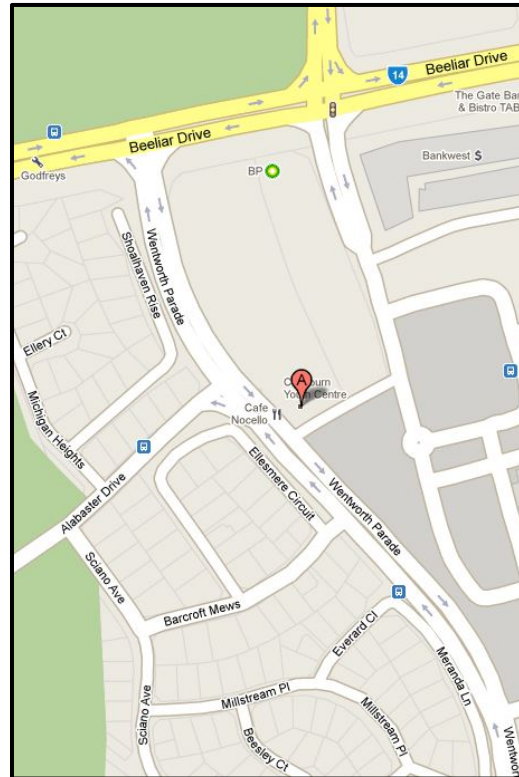 14
Beeliar Drive
The Gate Bar
& Bistro TAB
Beeliar Drive
Bankwest $
Godfreys
BP
Shoalhaven Rise
Wentworth Parade
Ellery Ct
A
Youth Centre
Cafe
Nocello
Michigan Heights
Alabaster Drive
Ellesmere Circuit
Wentworth Parade
Sciano Ave
Barcroft Mews
Everard Cl
Meranda Ln
Millstream Pl
Sciano Ave
Beesley Ct
Millstream Pl
Wentwo